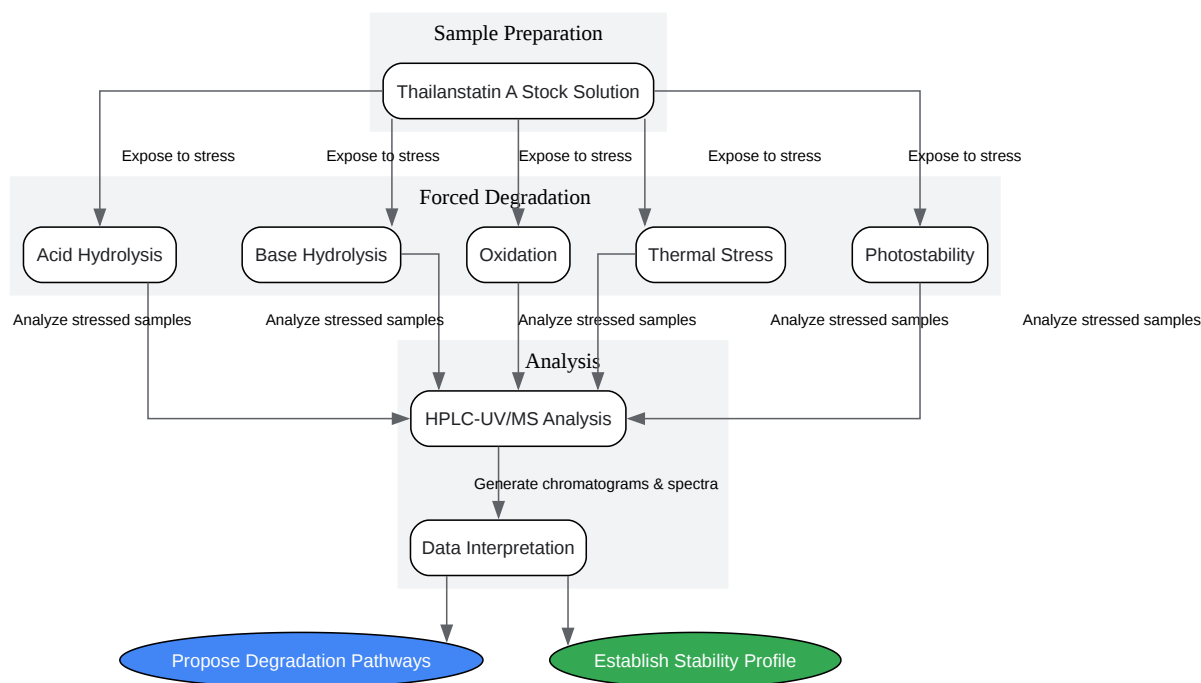 Sample Preparation
Thailanstatin A Stock Solution
Expose to stress
Expose to stress
Expose to stress
Expose to stress
Expose to stress
Forced Degradation
Acid Hydrolysis
Base Hydrolysis
Oxidation
Thermal Stress
Photostability
Analyze stressed samples
Analyze stressed samples
Analyze stressed samples
Analyze stressed samples
Analyze stressed samples
Analysis
HPLC-UV/MS Analysis
Generate chromatograms & spectra
Data Interpretation
Propose Degradation Pathways
Establish Stability Profile